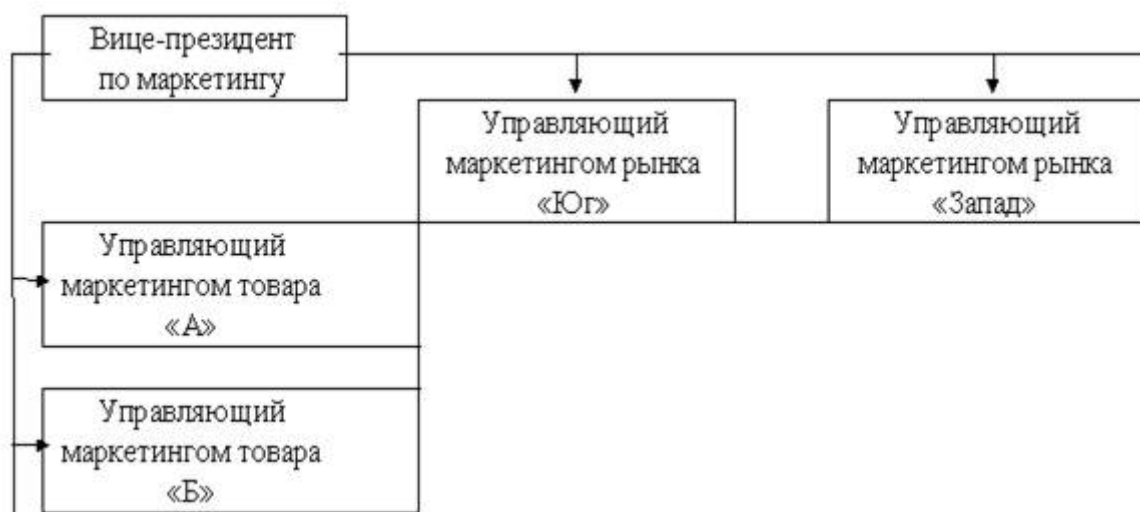 Вице-президент
по маркетингу
Управляющий
маркетингом рынка
«Юг»
Управляющий
маркетингом рынка
«Запад»
Управляющий
маркетингом товара
«А»
Управляющий
маркетингом товара
«Б»